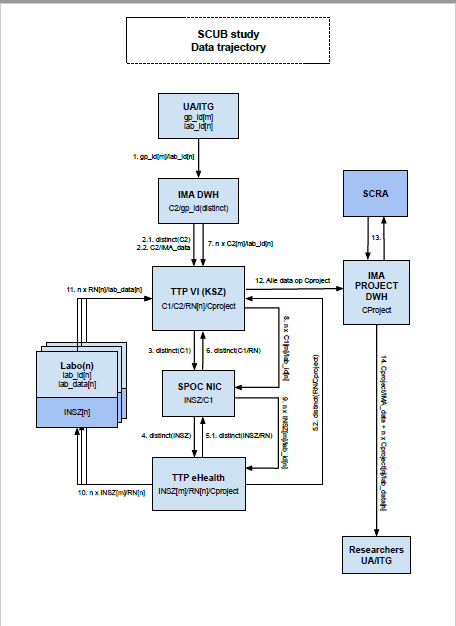 SCUB study
Data trajectory
UA/ITG
gp_id[m]
lab_id[n]
1. gp_id[m]/lab_id[n]
IMA DWH
C2/gp_id(distinct)
SCRA
2.1. distinct(C2)
2.2. C2/IMA_data
7. n x C2[m]/lab_id[n]
13.
TTP VI (KSZ)
C1/C2/RN[n]/Cproject
12. Alle data op Cproject
IMA
PROJECT
DWH
CProject
11. n x RN[n]/lab_data[n]
3. distinct(C1)
6. distinct(C1/RN)
8. n x C1[m]/lab_id[n]
5.2. distinct(RN/Cproject)
14. Cproject/IMA_data + n x Cproject[n]/lab_data[n]
Labo(n)
lab_id[n]
lab_data[n]
INSZ[n]
SPOC NIC
INSZ/C1
9. n x INSZ[m]/lab_id[n]
4. distinct(INSZ)
5.1. distinct(INSZ/RN)
TTP eHealth
INSZ[m]/RN[n]/Cproject
10. n x INSZ[m]/RN[n]
Researchers
UA/ITG